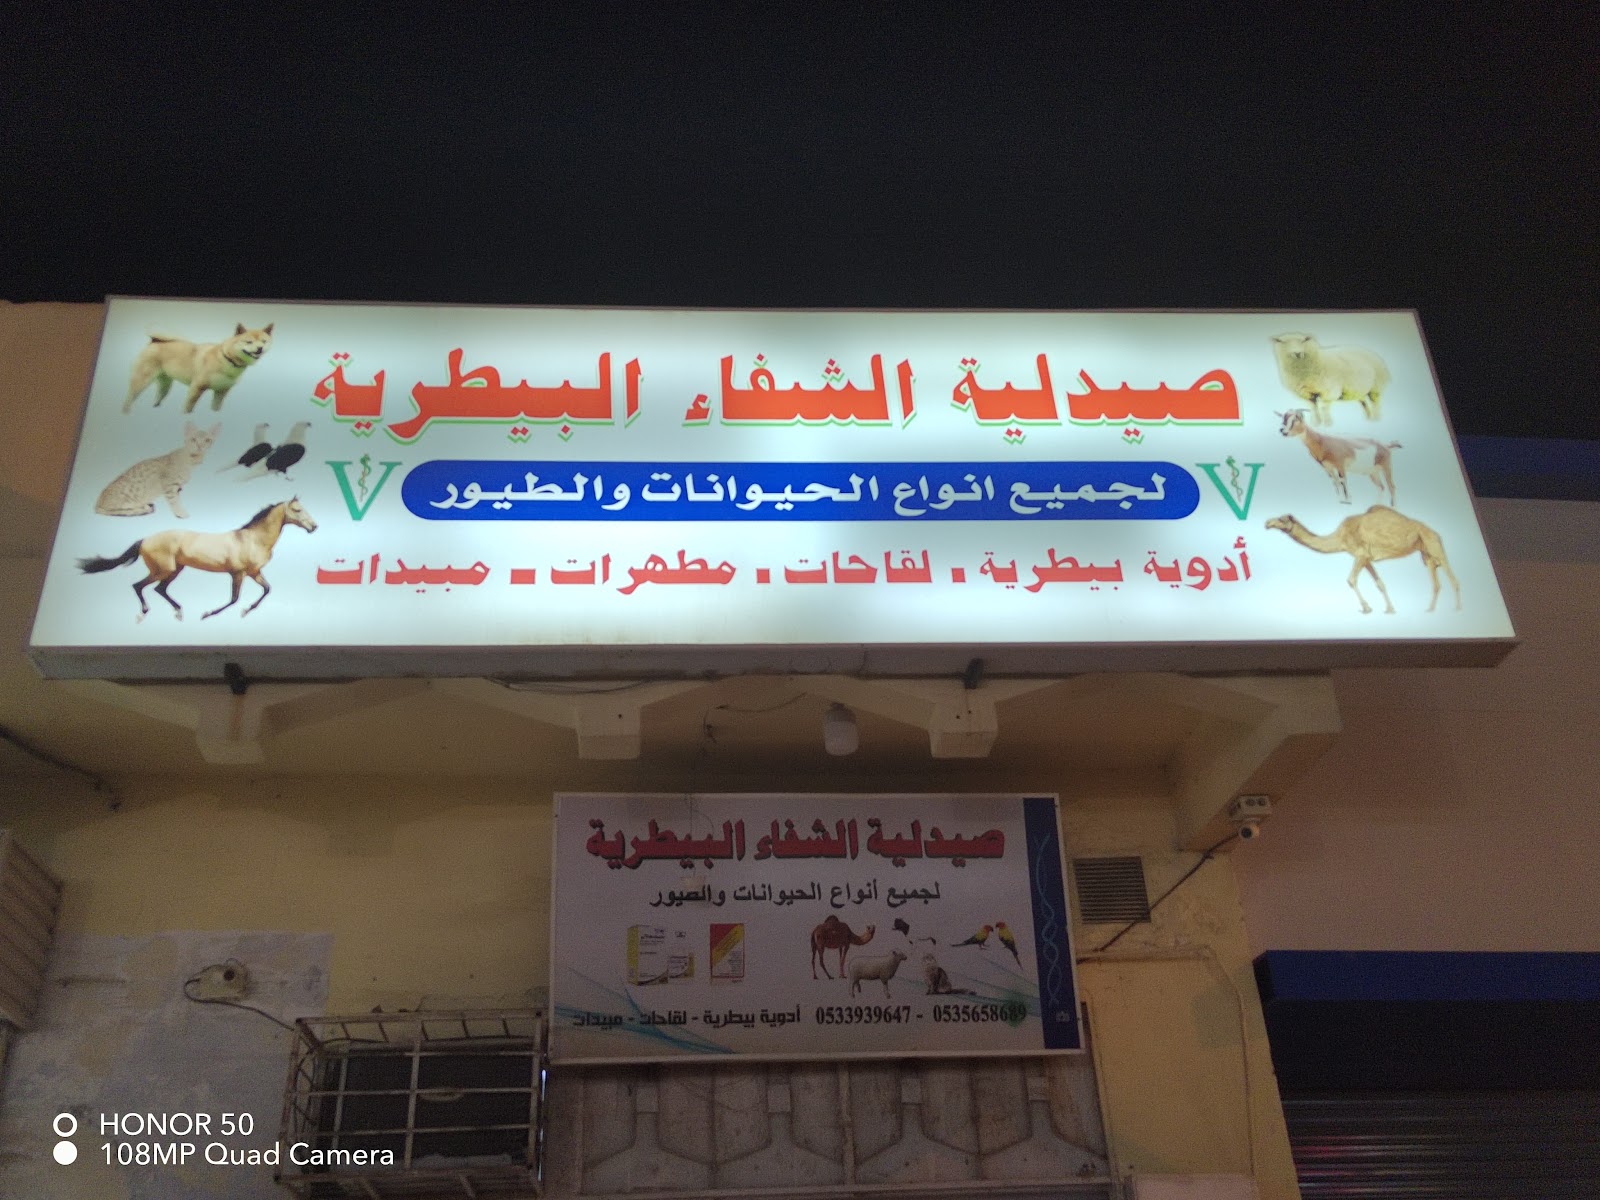 صيدلية الشفاء البيطرية
لجميع انواع الحيوانات والطيور
أدوية بيطرية . لقاحات . مطهرات - مبيدات
صيدلية الشفاء البيطرية
لجميع أنواع الحيوانات والطيور
أدوية بيطرية - لقاحات - مبيدات 0533939647 - 0535658689
HONOR 50
108MP Quad Camera